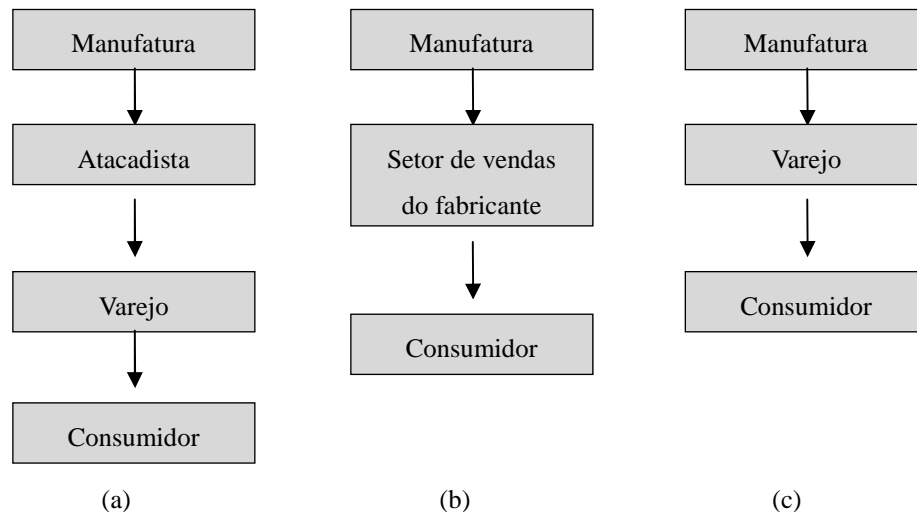 Manufatura
Atacadista
Varejo
Consumidor
(a)
Manufatura
Setor de vendas
do fabricante
Consumidor
(b)
Manufatura
Varejo
Consumidor
(c)